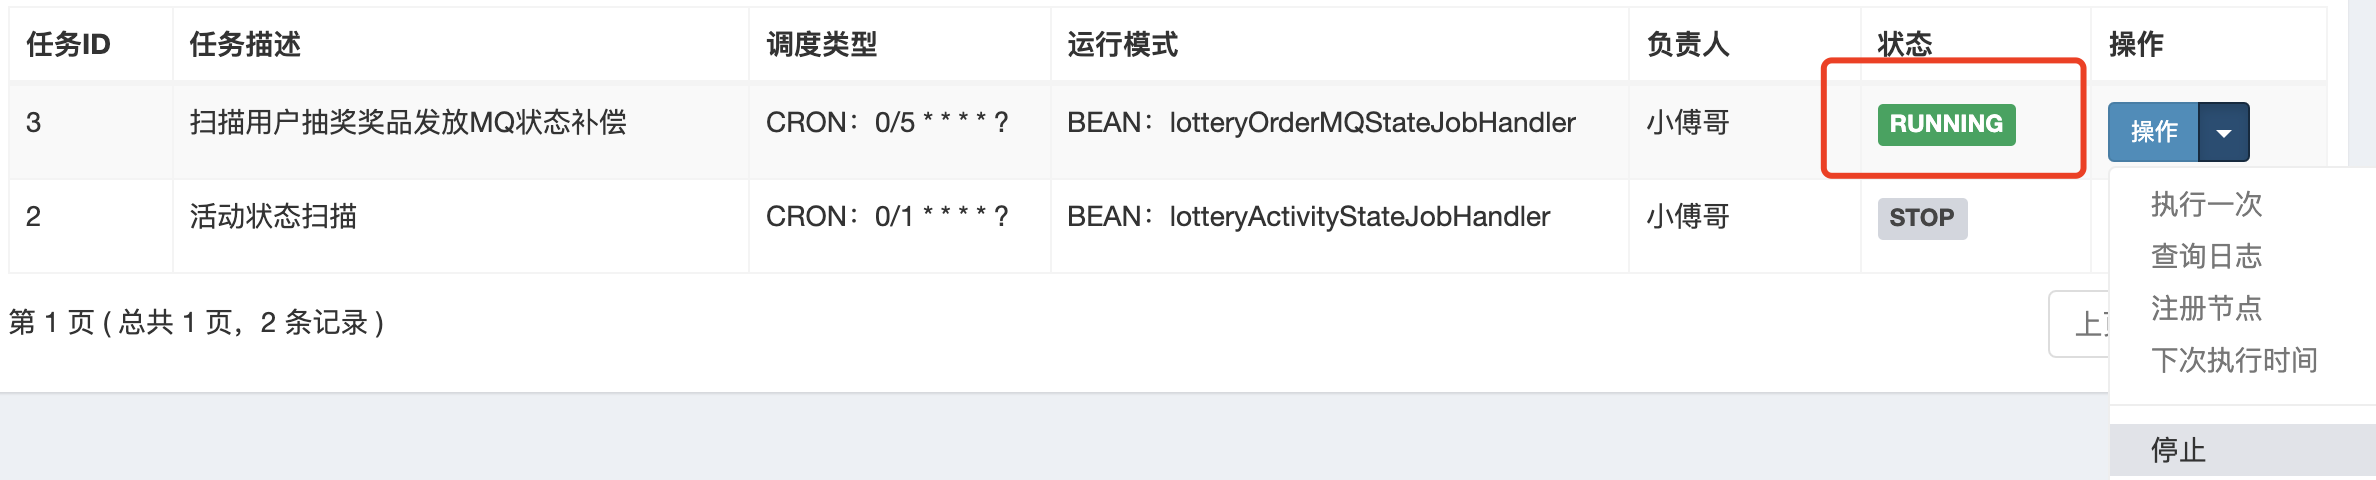 任务ID 任务描述 调度类型 运行模式 负责人 状态 操作
3 扫描用户抽奖奖品发放MQ状态补偿 CRON：0/5 * * * * ? BEAN：lotteryOrderMQStateJobHandler 小傅哥 RUNNING 操作
2 活动状态扫描 CRON：0/1 * * * * ? BEAN：lotteryActivityStateJobHandler 小傅哥 STOP
第 1 页 ( 总共 1 页，2 条记录 )
上
执行一次
查询日志
注册节点
下次执行时间
停止